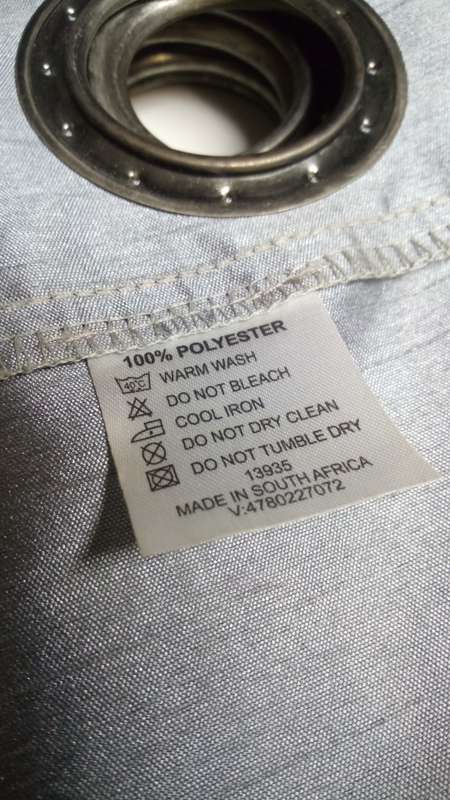 100% POLYESTER
40°C WARM WASH
DO NOT BLEACH
COOL IRON
DO NOT DRY CLEAN
DO NOT TUMBLE DRY
13935
MADE IN SOUTH AFRICA
V:4780227072